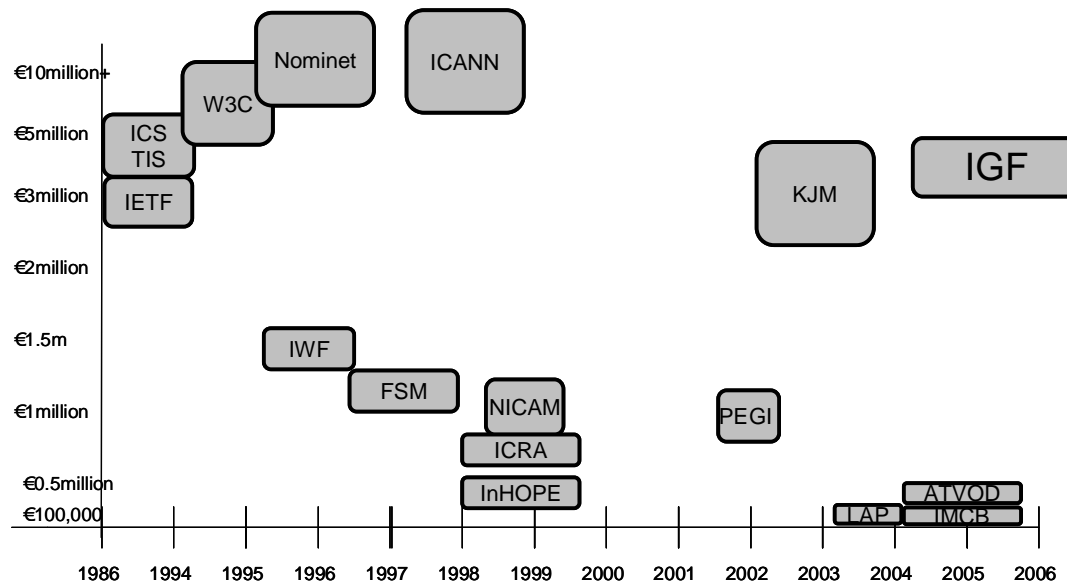 Nominet
ICANN
€10million+
W3C
€5million
ICS
TIS
IGF
€3million
IETF
KJM
€2million
€1.5m
IWF
FSM
€1million
NICAM
PEGI
ICRA
€0.5million
InHOPE
ATVOD
€100,000
LAP
IMCB
1986 1994 1995 1996 1997 1998 1999 2000 2001 2002 2003 2004 2005 2006